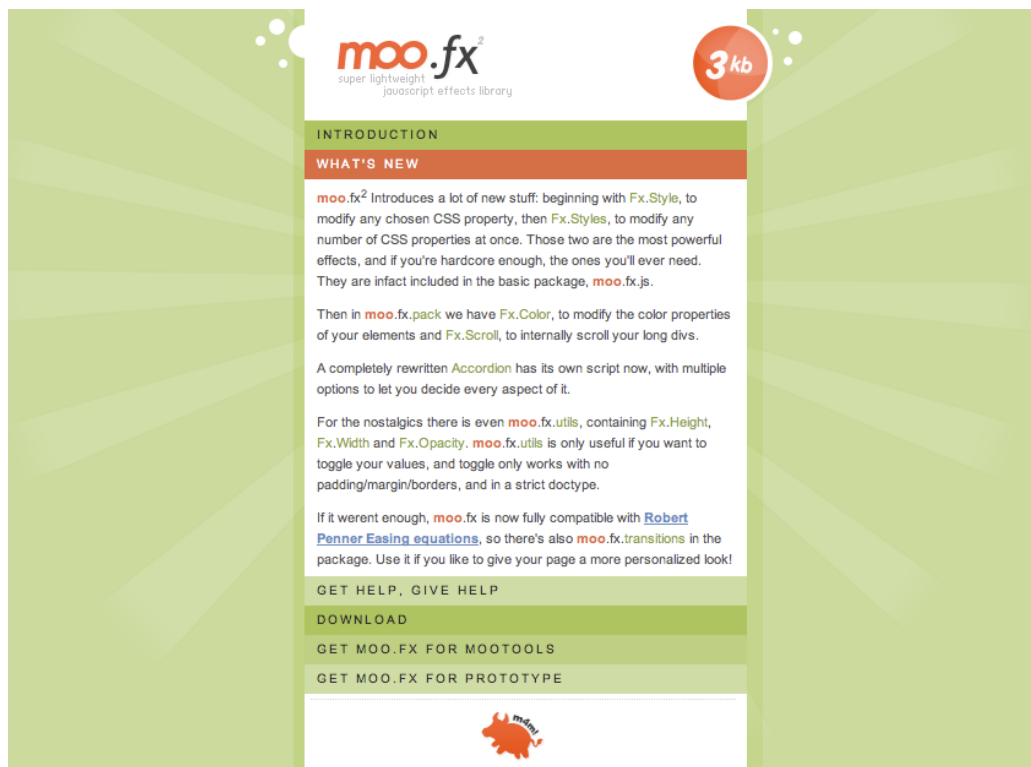 moo.fx2
super lightweight
javascript effects library
3 kb
INTRODUCTION
WHAT'S NEW
moo.fx2 Introduces a lot of new stuff: beginning with Fx.Style, to
modify any chosen CSS property, then Fx.Styles, to modify any
number of CSS properties at once. Those two are the most powerful
effects, and if you're hardcore enough, the ones you'll ever need.
They are infact included in the basic package, moo.fx.js.
Then in moo.fx.pack we have Fx.Color, to modify the color properties
of your elements and Fx.Scroll, to internally scroll your long divs.
A completely rewritten Accordion has its own script now, with multiple
options to let you decide every aspect of it.
For the nostalgics there is even moo.fx.utils, containing Fx.Height,
Fx.Width and Fx.Opacity. moo.fx.utils is only useful if you want to
toggle your values, and toggle only works with no
padding/margin/borders, and in a strict doctype.
If it werent enough, moo.fx is now fully compatible with Robert
Penner Easing equations, so there's also moo.fx.transitions in the
package. Use it if you like to give your page a more personalized look!
GET HELP, GIVE HELP
DOWNLOAD
GET MOO.FX FOR MOOTOOLS
GET MOO.FX FOR PROTOTYPE
m4m!